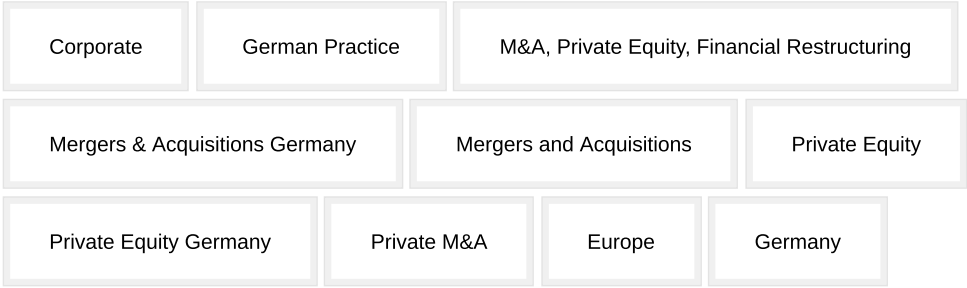 Corporate
German Practice
M&A, Private Equity, Financial Restructuring
Mergers & Acquisitions Germany
Mergers and Acquisitions
Private Equity
Private Equity Germany
Private M&A
Europe
Germany